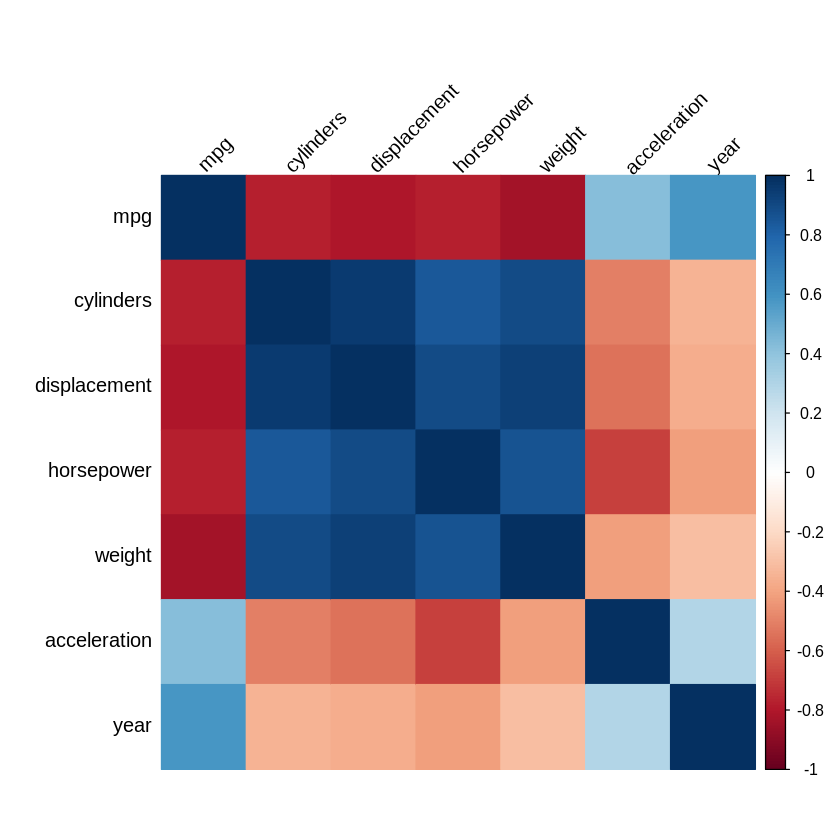 mpg
cylinders
displacement
horsepower
weight
acceleration
year
mpg
cylinders
displacement
horsepower
weight
acceleration
year
1
0.8
0.6
0.4
0.2
0
-0.2
-0.4
-0.6
-0.8
-1